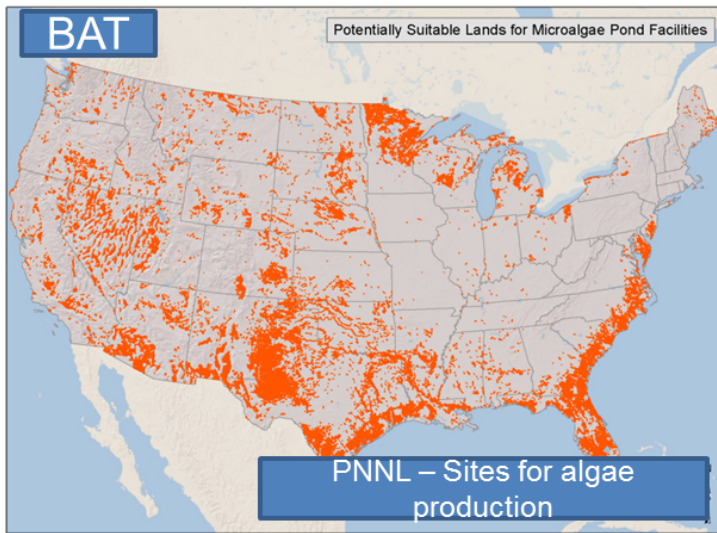 BAT
Potentially Suitable Lands for Microalgae Pond Facilities
PNNL – Sites for algae
production